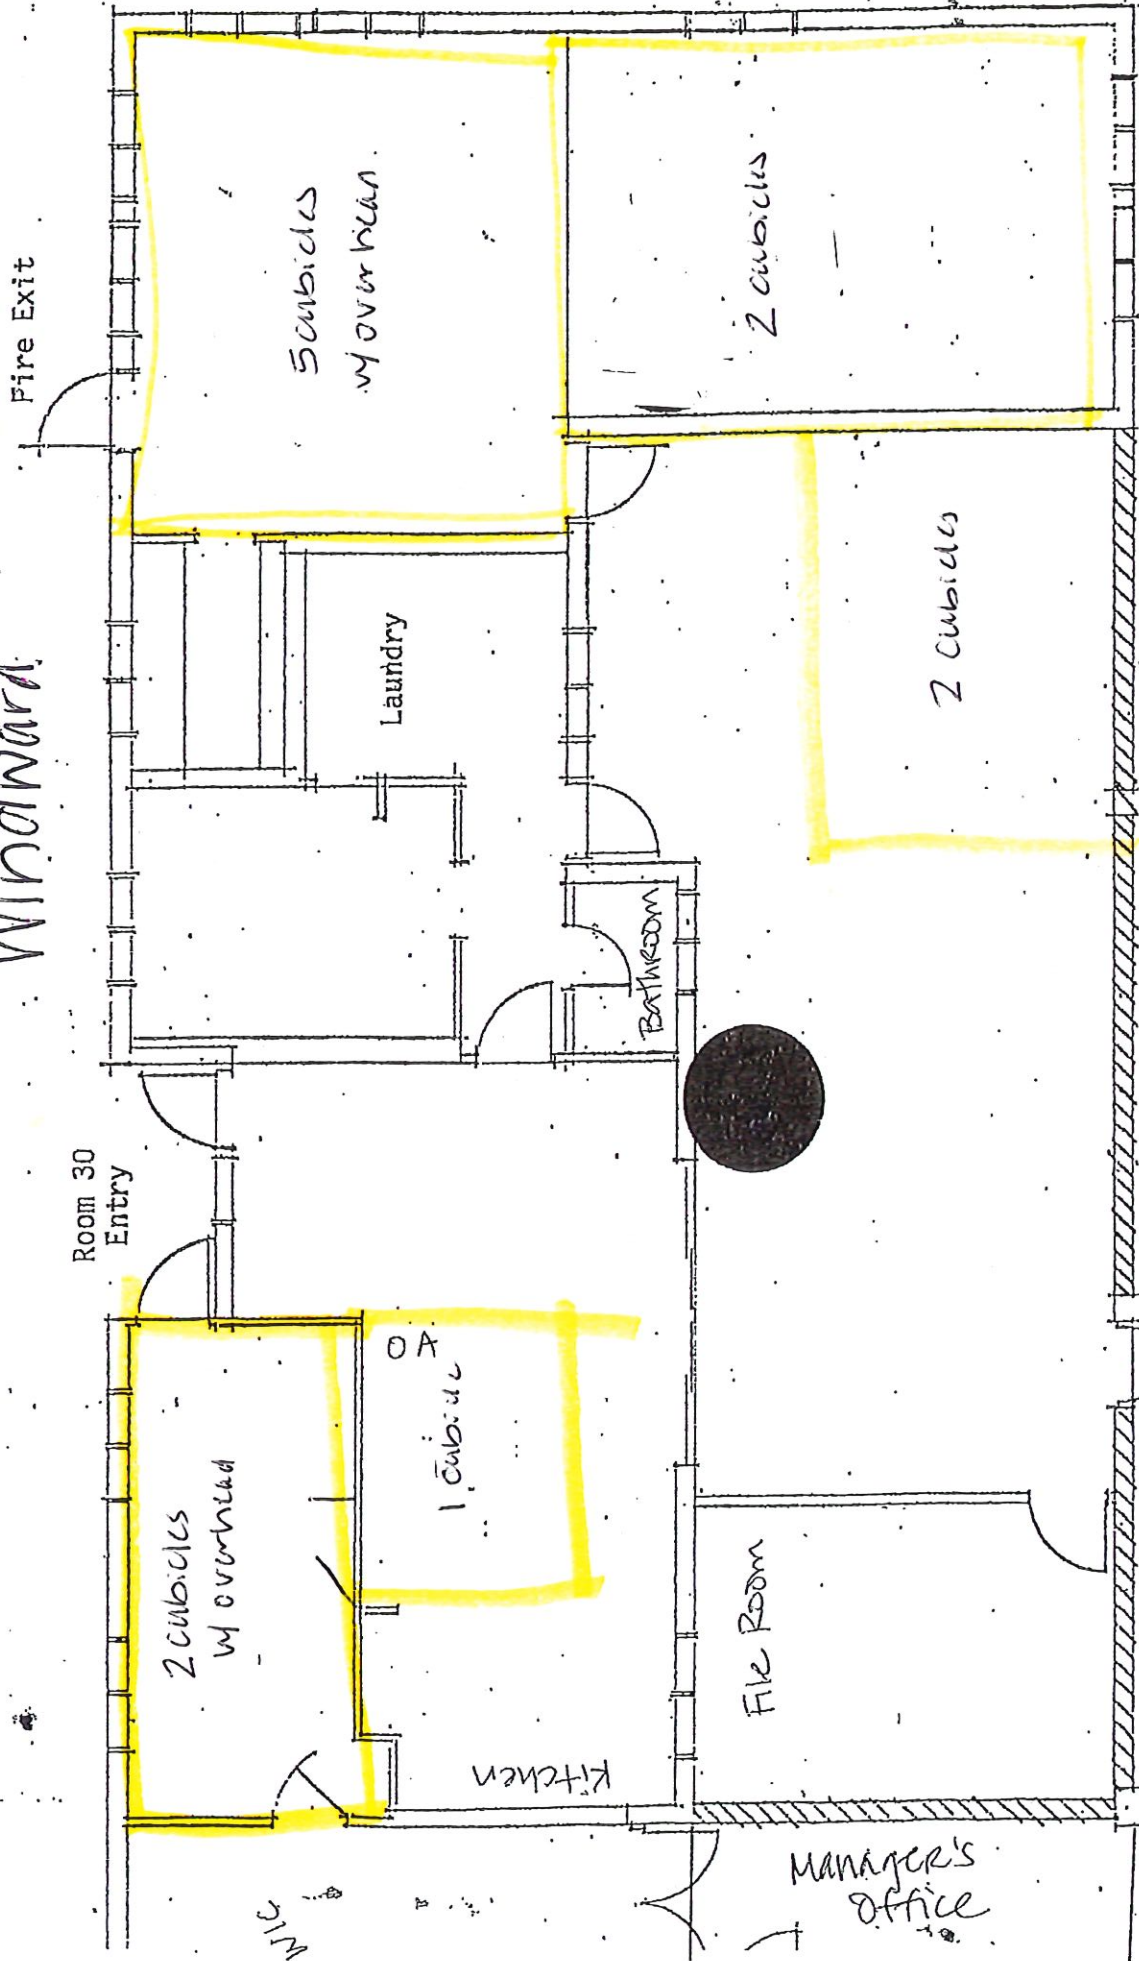 Windward
Fire Exit
Room 30
Entry
5 cubicles
w/ overhead
2 cubicles
Laundry
2 cubicles
Bathroom
2 cubicles
w/ overhead
OA
1 cubicle
Kitchen
File Room
WIC
Manager's
Office